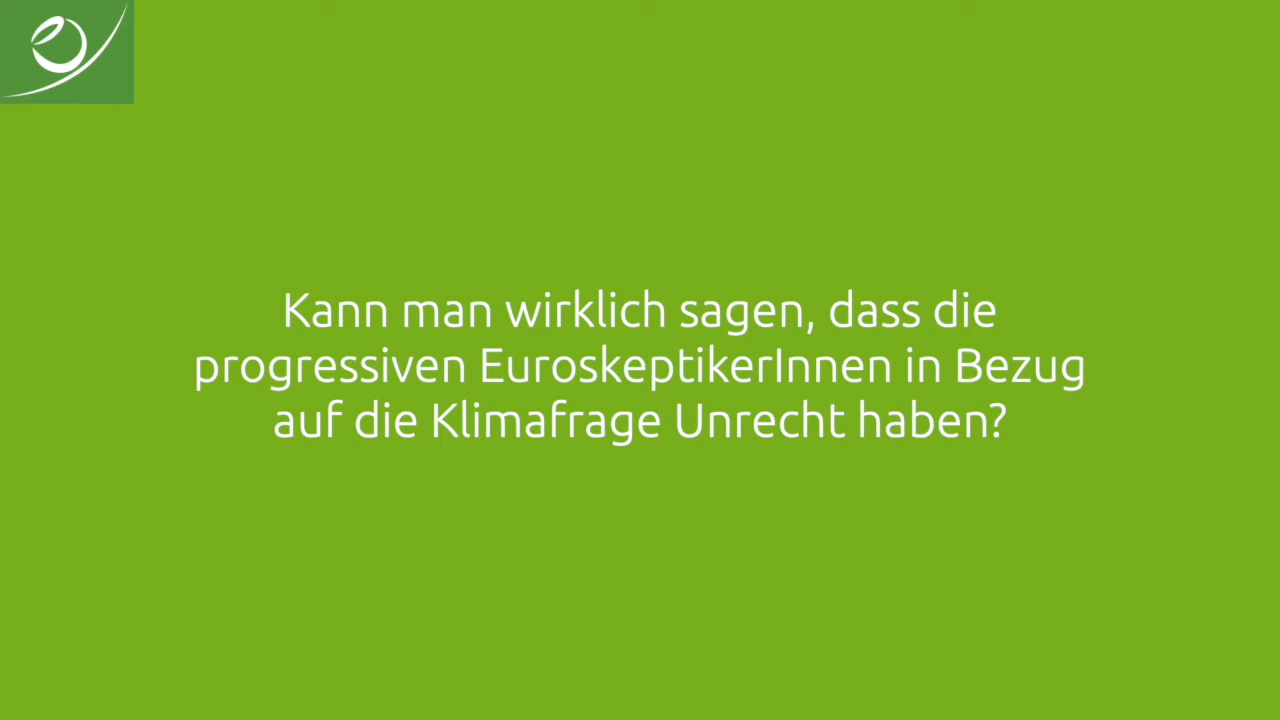 Kann man wirklich sagen, dass die
progressiven EuroskeptikerInnen in Bezug
auf die Klimafrage Unrecht haben?